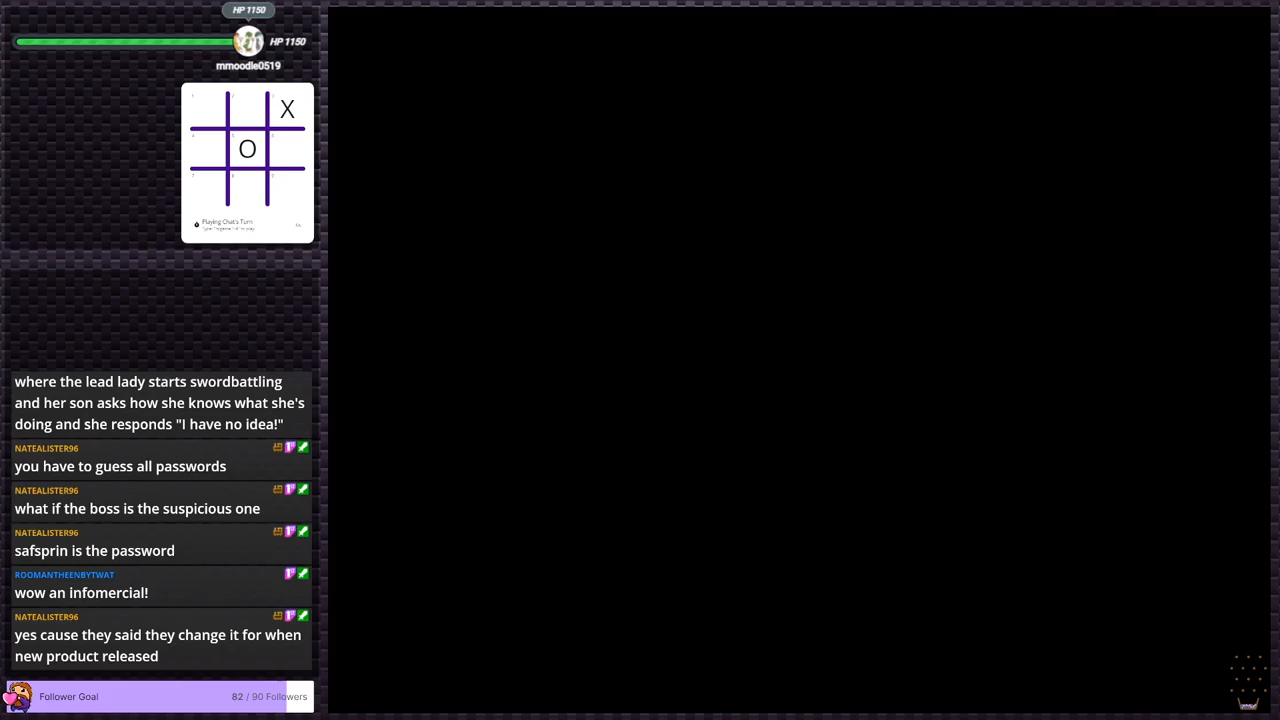 HP 1150
HP 1150
mmoodle0519
X
O
Playing Chat's Turn
where the lead lady starts swordbattling
and her son asks how she knows what she's
doing and she responds "I have no idea!"
NATEALISTER96
you have to guess all passwords
NATEALISTER96
what if the boss is the suspicious one
NATEALISTER96
safsprin is the password
ROOMANTHEENBYTWAT
wow an infomercial!
NATEALISTER96
yes cause they said they change it for when
new product released
Follower Goal
82 / 90 Followers